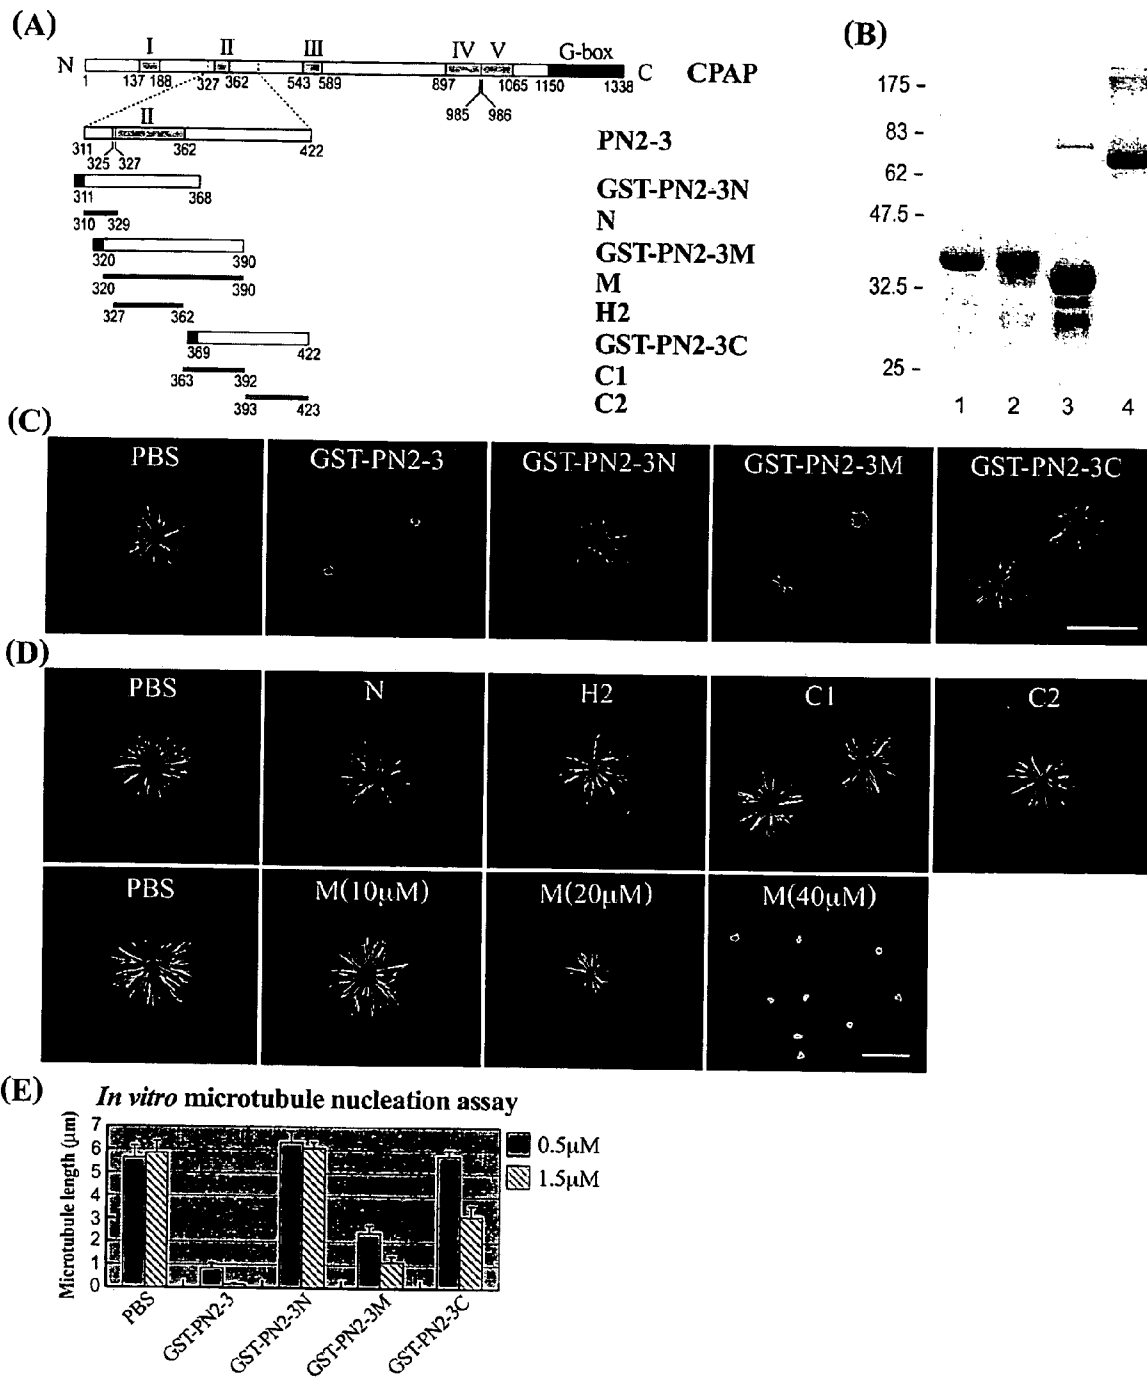 (A)
I II III IV V G-box
N C CPAP
1 137 188 327 362 543 589 897 1065 1150 1338
985 986
II
311 362 422 PN2-3
325 327
311 368 GST-PN2-3N
310 329 N
320 390 GST-PN2-3M
320 390 M
327 362 H2
369 422 GST-PN2-3C
363 392 C1
393 423 C2
(B)
175 -
83 -
62 -
47.5 -
32.5 -
25 -
1 2 3 4
(C)
PBS GST-PN2-3 GST-PN2-3N GST-PN2-3M GST-PN2-3C
(D)
PBS N H2 C1 C2
PBS M(10μM) M(20μM) M(40μM)
(E)
In vitro microtubule nucleation assay
Microtubule length (μm)
7
6
5
4
3
2
1
0
0.5μM
1.5μM
PBS GST-PN2-3 GST-PN2-3N GST-PN2-3M GST-PN2-3C